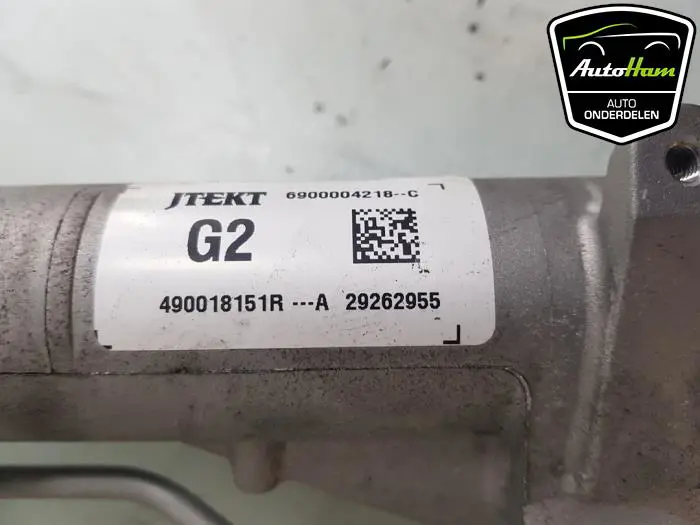 AutoHam
AUTO
ONDERDELEN
JTEKT 6900004218--C
G2
490018151R ---A 29262955